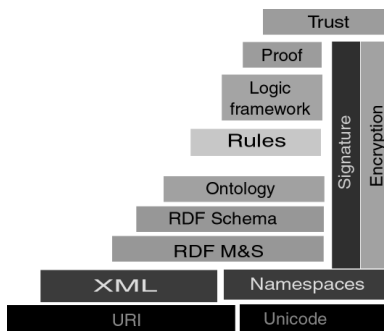 Trust
Proof
Logic
framework
Rules
Ontology
RDF Schema
RDF M&S
Signature
Encryption
XML
Namespaces
URI
Unicode